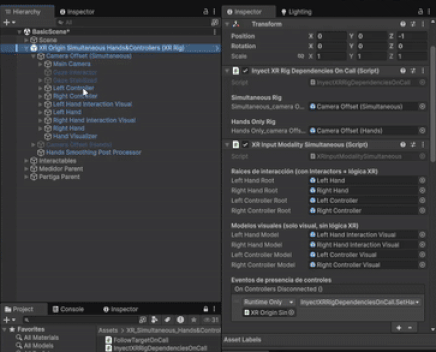 Hierarchy
Inspector
All
BasicScene*
Scene
XR Origin Simultaneous Hands&Controllers (XR Rig)
Camera Offset (Simultaneous)
Main Camera
Left Controller
Right Controller
Left Hand Interaction Visual
Left Hand
Right Hand Interaction Visual
Right Hand
Hand Visualizer
Hands Smoothing Post Processor
Interactables
Medidor Parent
Pertiga Parent
Project
Console
Inspector
31
Favorites
All Materials
All Models
Assets > XR_Simultaneous_Hands&Control
FollowTargetOnCall
InyectXRRigDependenciesOnCall
Inspector
Lighting
Transform
Position X 0 Y 0 Z -1
Rotation X 0 Y 0 Z 0
Scale X 1 Y 1 Z 1
Inyect XR Rig Dependencies On Call (Script)
Script InyectXRRigDependenciesOnCall
Simultaneous Rig
Simultaneous_camera O Camera Offset (Simultaneous)
Hands Only Rig
Hands Only_camera Offs Camera Offset (Hands)
XR Input Modality Simultaneous (Script)
Script XRInputModalitySimultaneous
Raíces de interacción (con Interactors + lógica XR)
Left Hand Root Left Hand
Right Hand Root Right Hand
Left Controller Root Left Controller
Right Controller Root Right Controller
Modelos visuales (solo visual, sin lógica XR)
Left Hand Model Left Hand Interaction Visual
Right Hand Model Right Hand Interaction Visual
Left Controller Model Left Controller Visual
Right Controller Model Right Controller Visual
Eventos de presencia de controles
On Controllers Disconnected ()
Runtime Only InyectXRRigDependenciesOnCall.SetHa
XR Origin Sin
Asset Labels